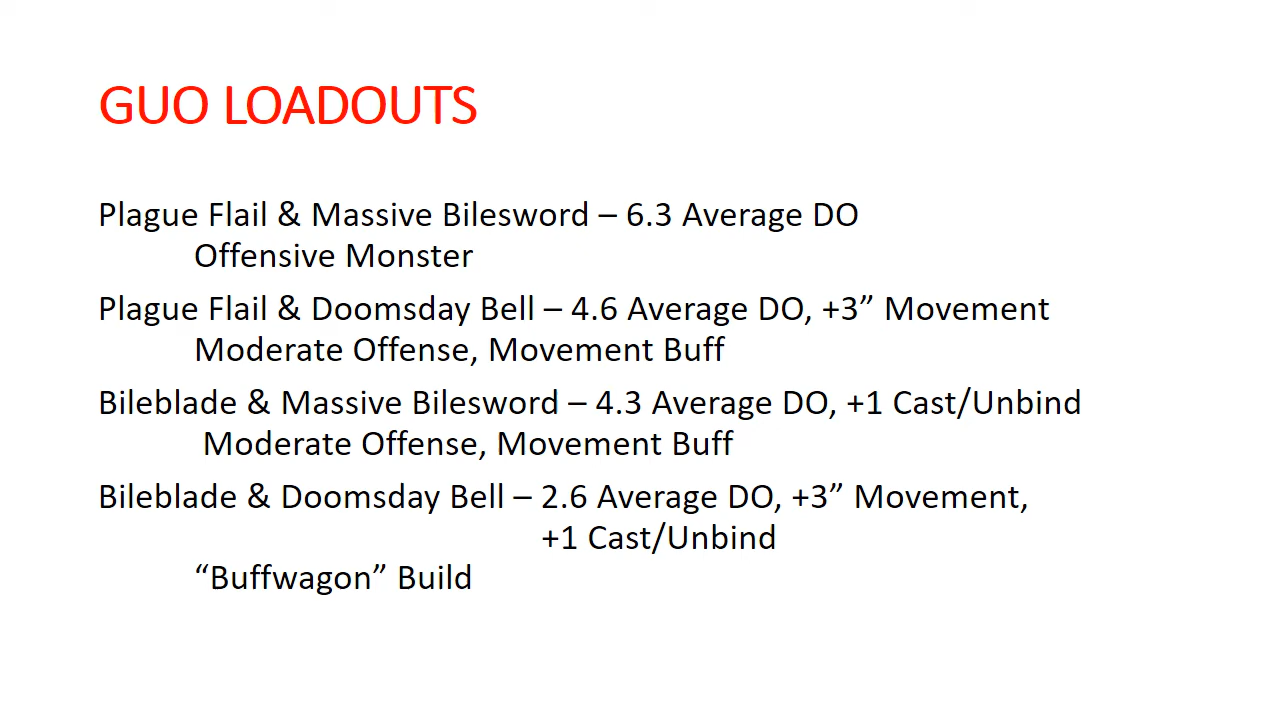 GUO LOADOUTS
Plague Flail & Massive Bilesword – 6.3 Average DO
Offensive Monster
Plague Flail & Doomsday Bell – 4.6 Average DO, +3” Movement
Moderate Offense, Movement Buff
Bileblade & Massive Bilesword – 4.3 Average DO, +1 Cast/Unbind
Moderate Offense, Movement Buff
Bileblade & Doomsday Bell – 2.6 Average DO, +3” Movement,
+1 Cast/Unbind
“Buffwagon” Build